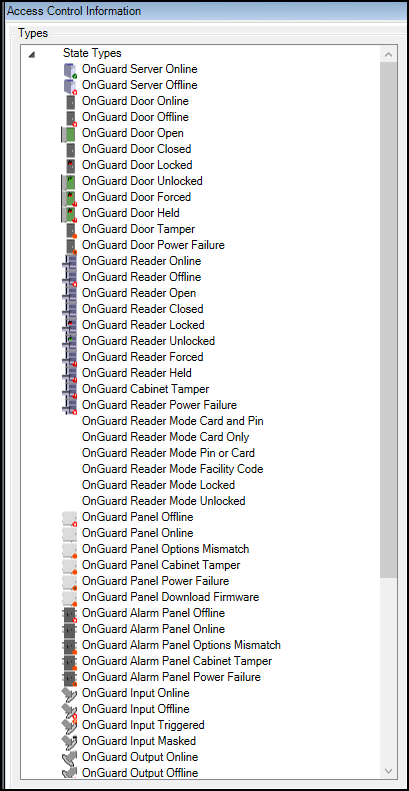 Access Control Information
Types
State Types
OnGuard Server Online
OnGuard Server Offline
OnGuard Door Online
OnGuard Door Offline
OnGuard Door Open
OnGuard Door Closed
OnGuard Door Locked
OnGuard Door Unlocked
OnGuard Door Forced
OnGuard Door Held
OnGuard Door Tamper
OnGuard Door Power Failure
OnGuard Reader Online
OnGuard Reader Offline
OnGuard Reader Open
OnGuard Reader Closed
OnGuard Reader Locked
OnGuard Reader Unlocked
OnGuard Reader Forced
OnGuard Reader Held
OnGuard Cabinet Tamper
OnGuard Reader Power Failure
OnGuard Reader Mode Card and Pin
OnGuard Reader Mode Card Only
OnGuard Reader Mode Pin or Card
OnGuard Reader Mode Facility Code
OnGuard Reader Mode Locked
OnGuard Reader Mode Unlocked
OnGuard Panel Offline
OnGuard Panel Online
OnGuard Panel Options Mismatch
OnGuard Panel Cabinet Tamper
OnGuard Panel Power Failure
OnGuard Panel Download Firmware
OnGuard Alarm Panel Offline
OnGuard Alarm Panel Online
OnGuard Alarm Panel Options Mismatch
OnGuard Alarm Panel Cabinet Tamper
OnGuard Alarm Panel Power Failure
OnGuard Input Online
OnGuard Input Offline
OnGuard Input Triggered
OnGuard Input Masked
OnGuard Output Online
OnGuard Output Offline